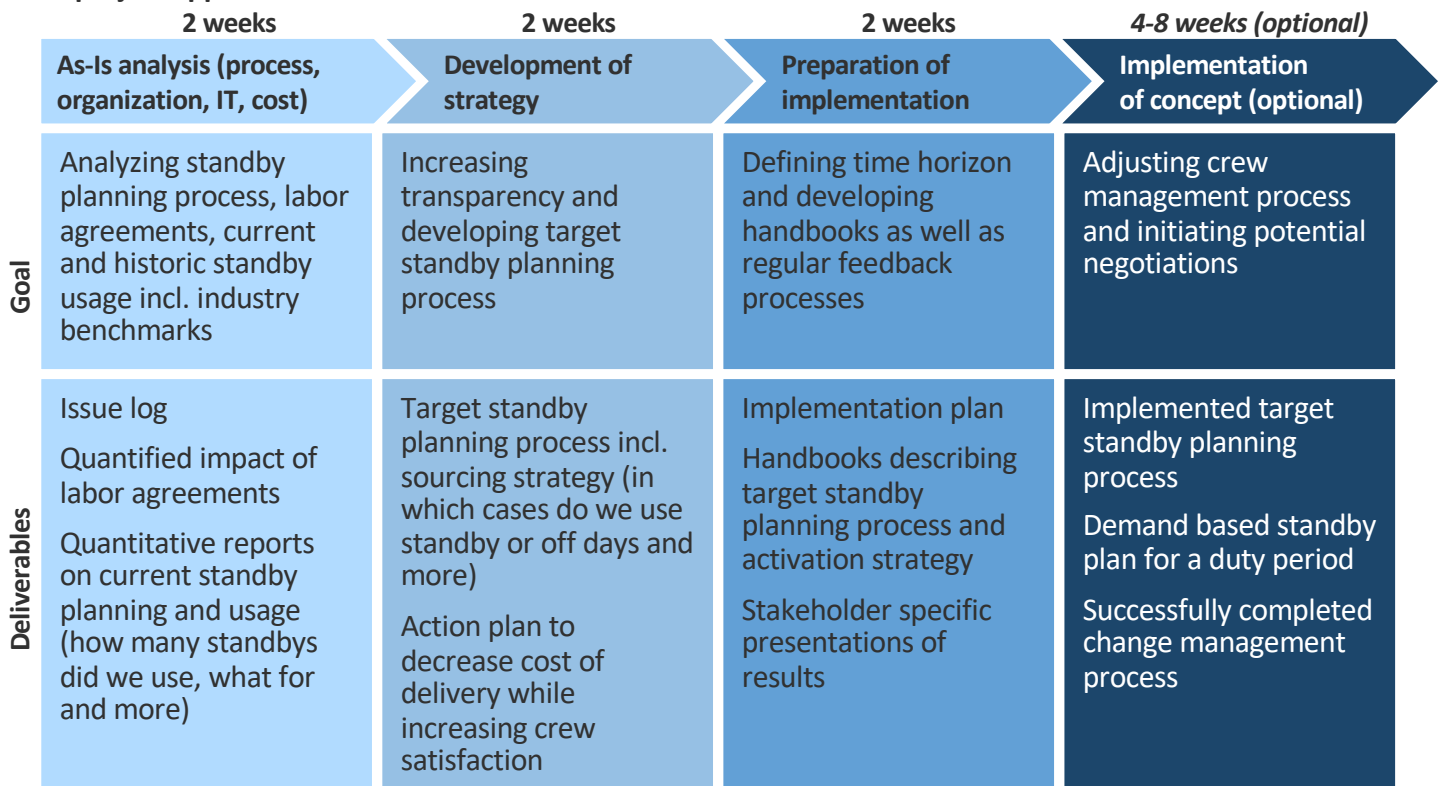 2 weeks
2 weeks
2 weeks
4-8 weeks (optional)
As-Is analysis (process,
organization, IT, cost)
Development of
strategy
Preparation of
implementation
Implementation
of concept (optional)
Goal
Analyzing standby
planning process, labor
agreements, current
and historic standby
usage incl. industry
benchmarks
Increasing
transparency and
developing target
standby planning
process
Defining time horizon
and developing
handbooks as well as
regular feedback
processes
Adjusting crew
management process
and initiating potential
negotiations
Deliverables
Issue log
Quantified impact of
labor agreements
Quantitative reports
on current standby
planning and usage
(how many standbys
did we use, what for
and more)
Target standby
planning process incl.
sourcing strategy (in
which cases do we use
standby or off days and
more)
Action plan to
decrease cost of
delivery while
increasing crew
satisfaction
Implementation plan
Handbooks describing
target standby
planning process and
activation strategy
Stakeholder specific
presentations of
results
Implemented target
standby planning
process
Demand based standby
plan for a duty period
Successfully completed
change management
process